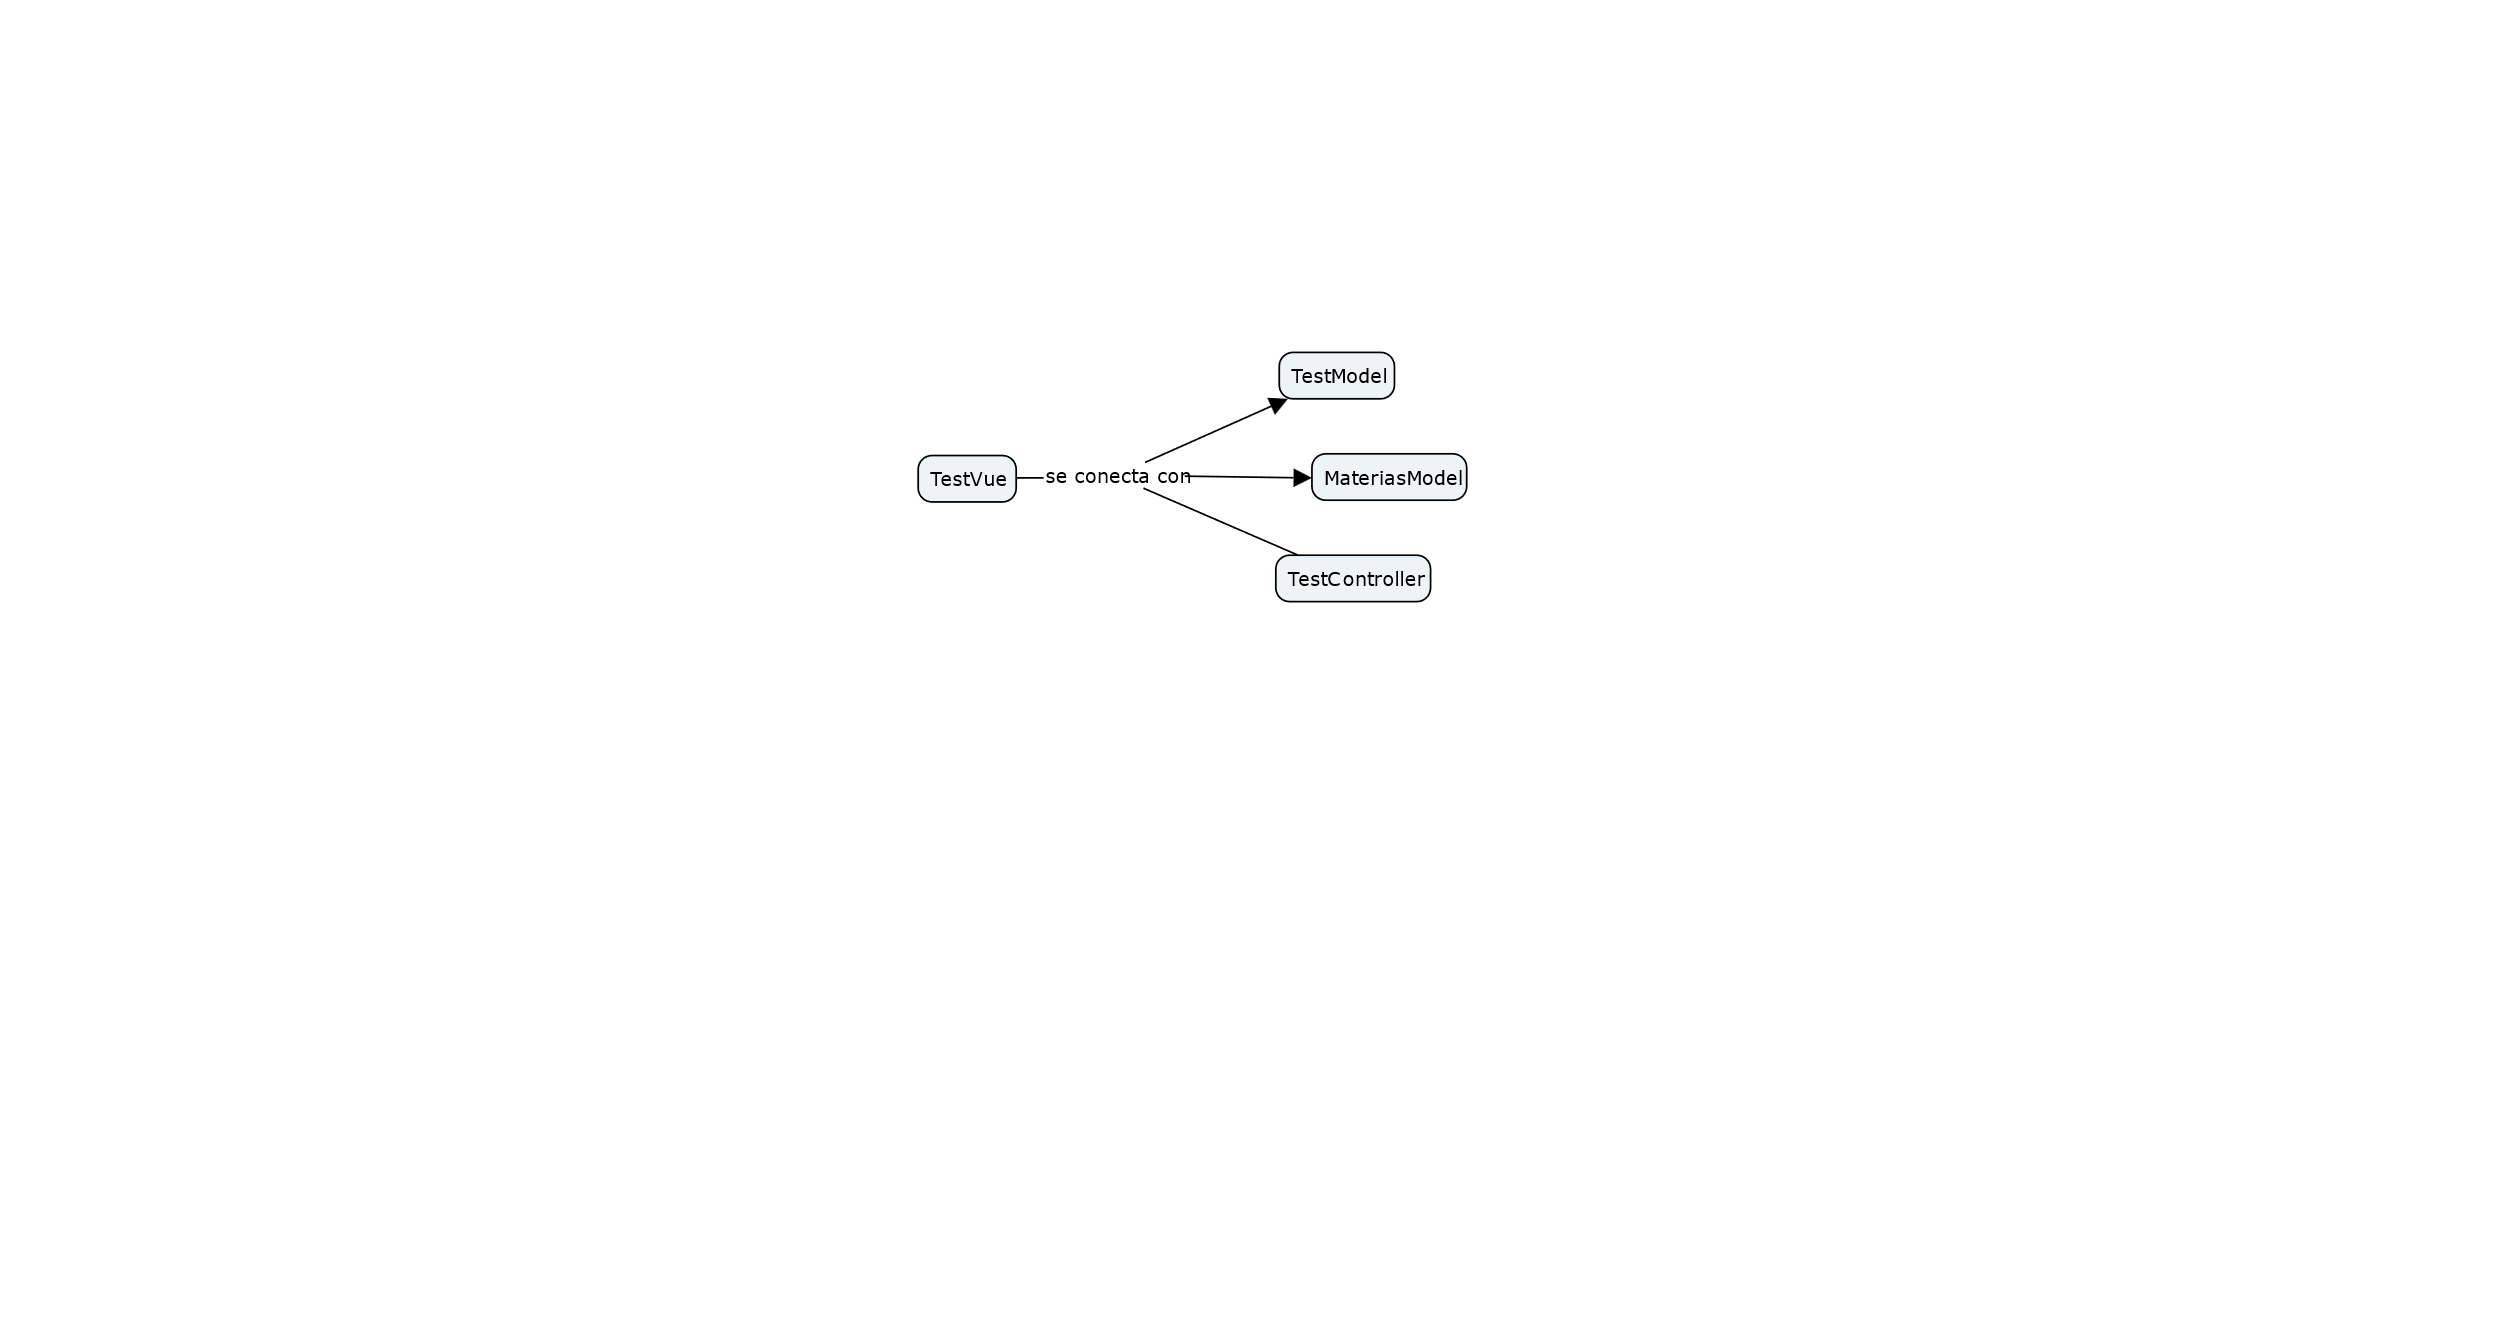 TestModel
TestVue
se conecta con
MateriasModel
TestController